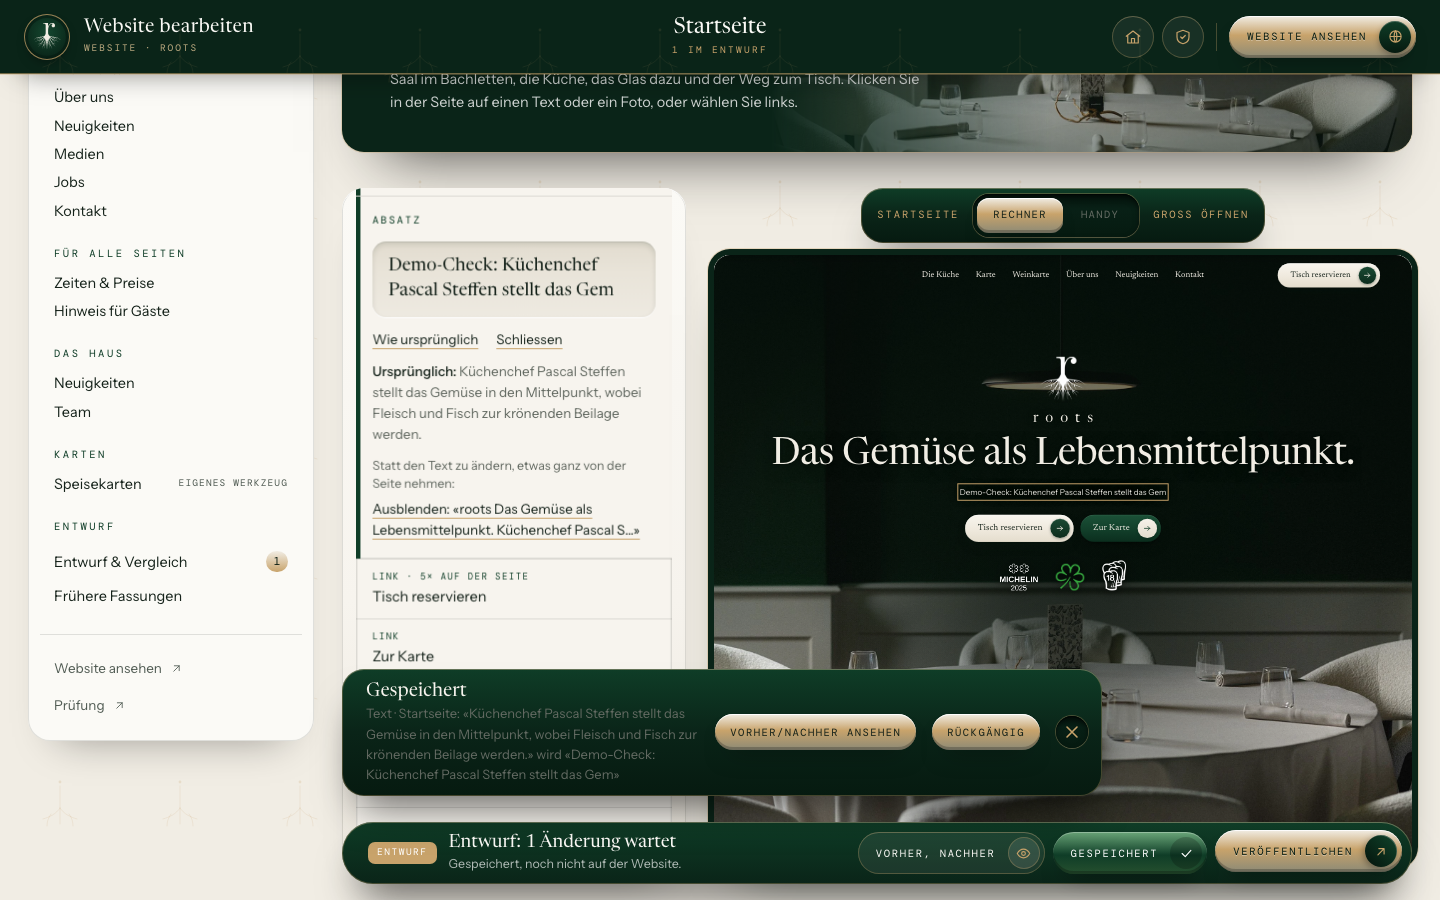 Website bearbeiten
WEBSITE · ROOTS
Startseite
1 IM ENTWURF
WEBSITE ANSEHEN
Über uns
Neuigkeiten
Medien
Jobs
Kontakt
FÜR ALLE SEITEN
Zeiten & Preise
Hinweis für Gäste
DAS HAUS
Neuigkeiten
Team
KARTEN
Speisekarten
EIGENES WERKZEUG
ENTWURF
Entwurf & Vergleich
1
Frühere Fassungen
Website ansehen
Prüfung
Saal im Bachletten, die Küche, das Glas dazu und der Weg zum Tisch. Klicken Sie
in der Seite auf einen Text oder ein Foto, oder wählen Sie links.
ABSATZ
Demo-Check: Küchenchef
Pascal Steffen stellt das Gem
Wie ursprünglich
Schliessen
Ursprünglich: Küchenchef Pascal Steffen
stellt das Gemüse in den Mittelpunkt, wobei
Fleisch und Fisch zur krönenden Beilage
werden.
Statt den Text zu ändern, etwas ganz von der
Seite nehmen:
Ausblenden: «roots Das Gemüse als
Lebensmittelpunkt. Küchenchef Pascal S…»
LINK · 5× AUF DER SEITE
Tisch reservieren
LINK
Zur Karte
STARTSEITE
RECHNER
HANDY
GROSS ÖFFNEN
Die Küche
Karte
Weinkarte
Über uns
Neuigkeiten
Kontakt
Tisch reservieren
r
roots
Das Gemüse als Lebensmittelpunkt.
Demo-Check: Küchenchef Pascal Steffen stellt das Gem
Tisch reservieren
Zur Karte
MICHELIN
2025
18
Gespeichert
Text · Startseite: «Küchenchef Pascal Steffen stellt das
Gemüse in den Mittelpunkt, wobei Fleisch und Fisch zur
krönenden Beilage werden.» wird «Demo-Check:
Küchenchef Pascal Steffen stellt das Gem»
VORHER/NACHHER ANSEHEN
RÜCKGÄNGIG
ENTWURF
Entwurf: 1 Änderung wartet
Gespeichert, noch nicht auf der Website.
VORHER, NACHHER
GESPEICHERT
VERÖFFENTLICHEN